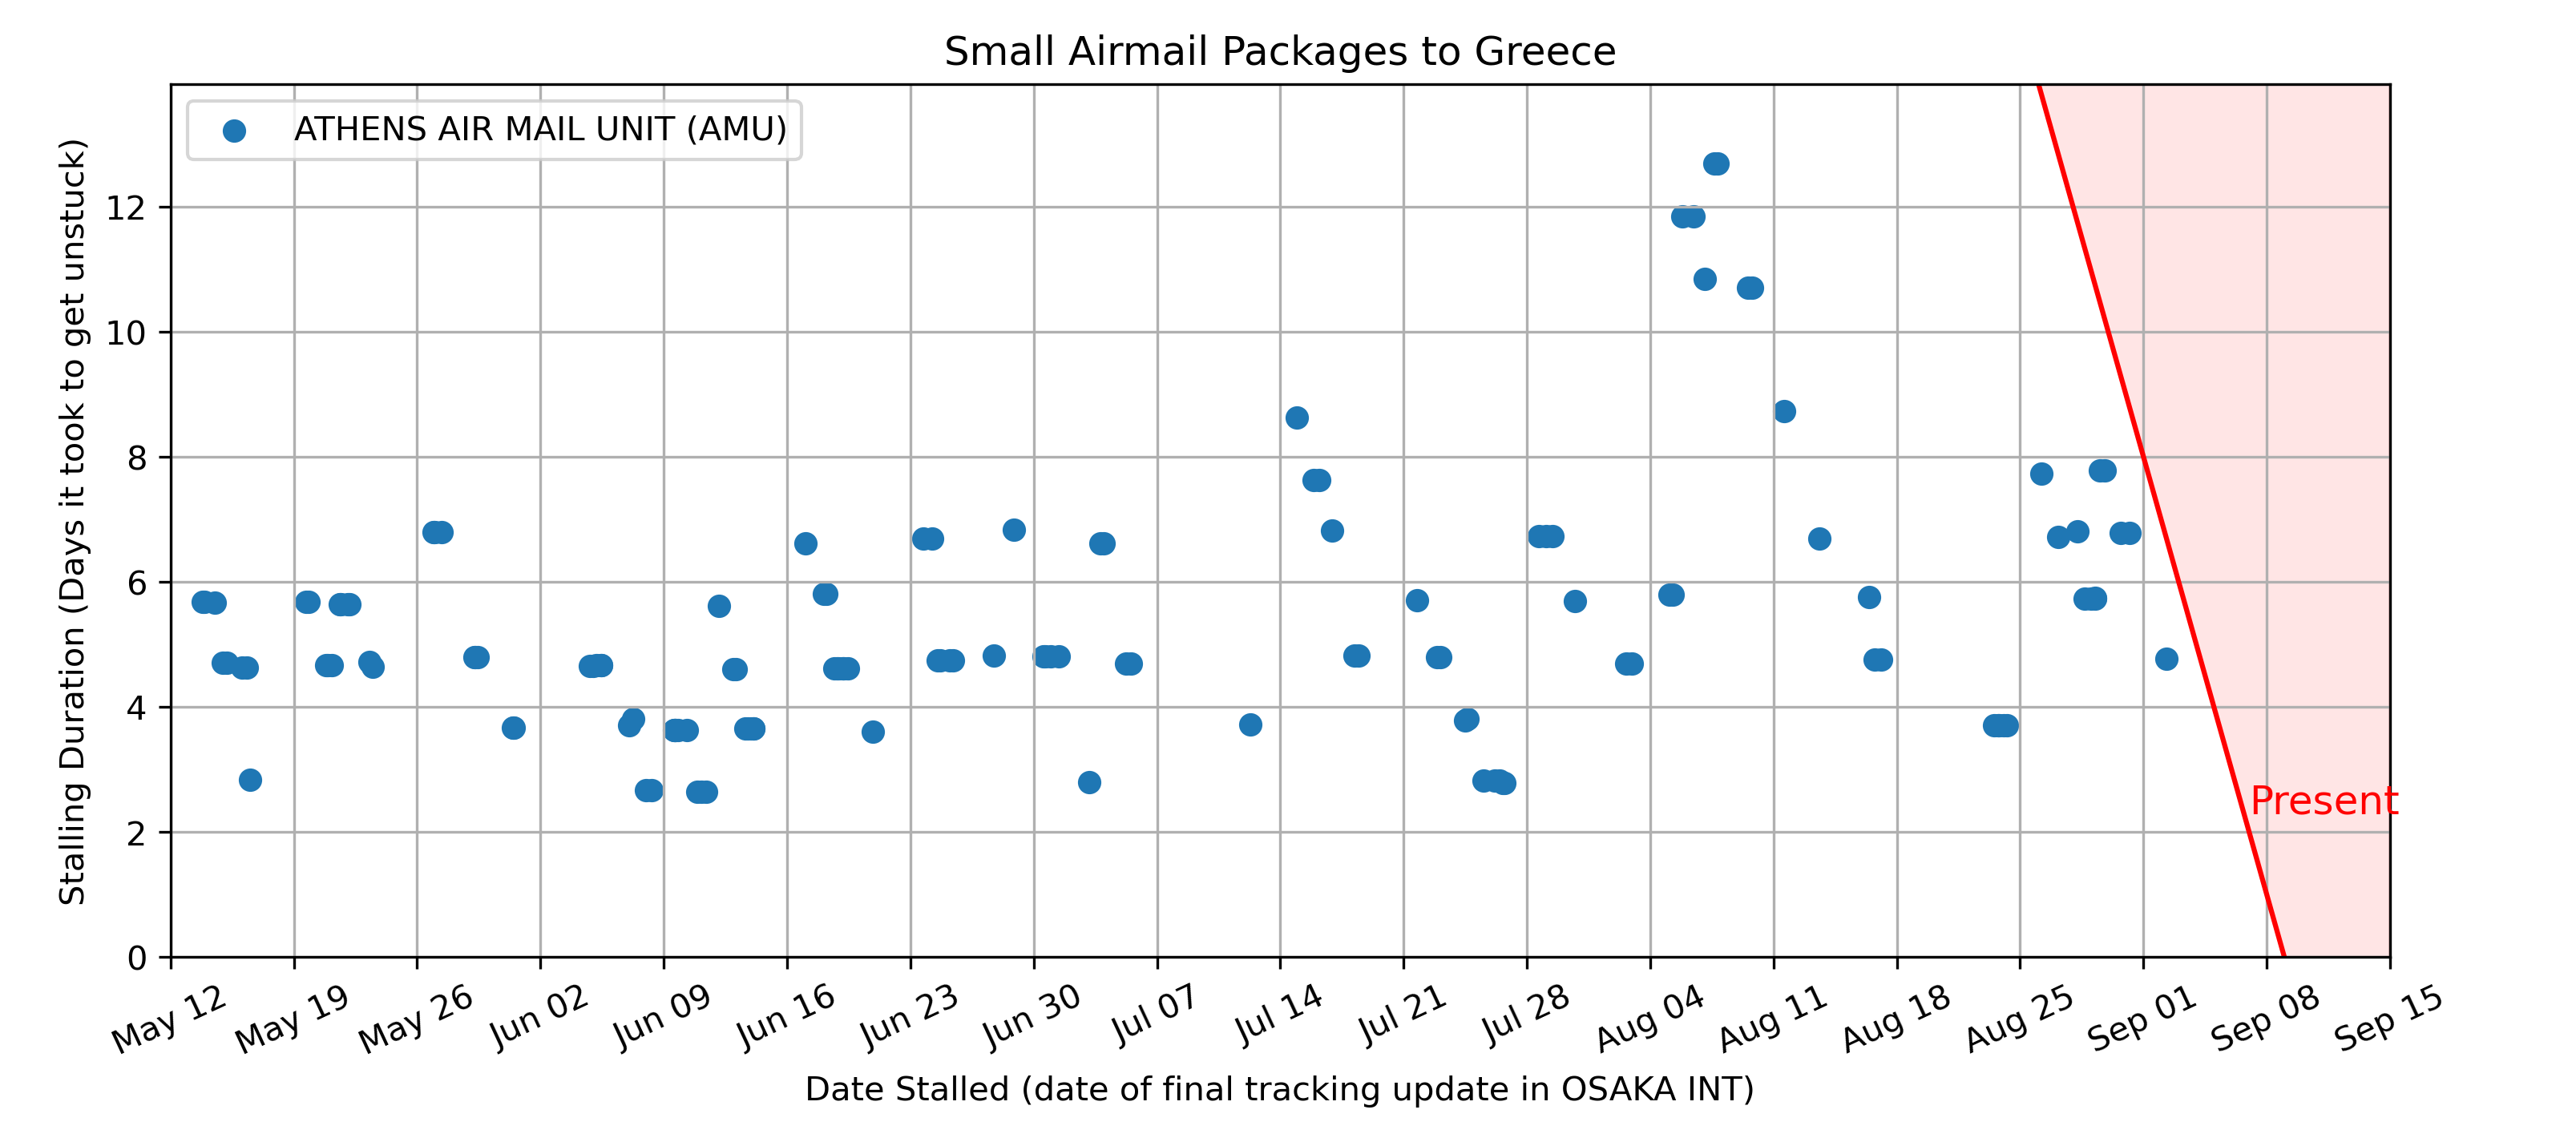 Small Airmail Packages to Greece
ATHENS AIR MAIL UNIT (AMU)
Stalling Duration (Days it took to get unstuck)
12
10
8
6
4
2
0
Present
May 12
May 19
May 26
Jun 02
Jun 09
Jun 16
Jun 23
Jun 30
Jul 07
Jul 14
Jul 21
Jul 28
Aug 04
Aug 11
Aug 18
Aug 25
Sep 01
Sep 08
Sep 15
Date Stalled (date of final tracking update in OSAKA INT)